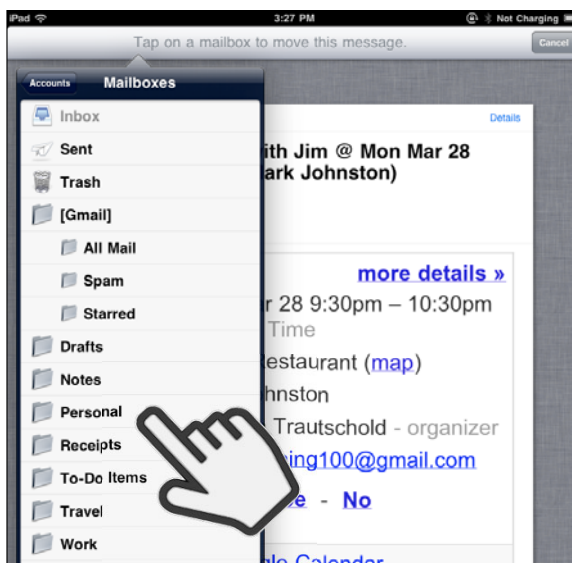 iPad 3:27 PM Not Charging
Tap on a mailbox to move this message. Cancel
Accounts Mailboxes
Inbox
Sent
Trash
[Gmail]
All Mail
Spam
Starred
Drafts
Notes
Personal
Receipts
To-Do Items
Travel
Work
Details
ith Jim @ Mon Mar 28
ark Johnston)
more details »
r 28 9:30pm – 10:30pm
Time
estaurant (map)
hnston
Trautschold - organizer
ing100@gmail.com
e - No
gle Calendar